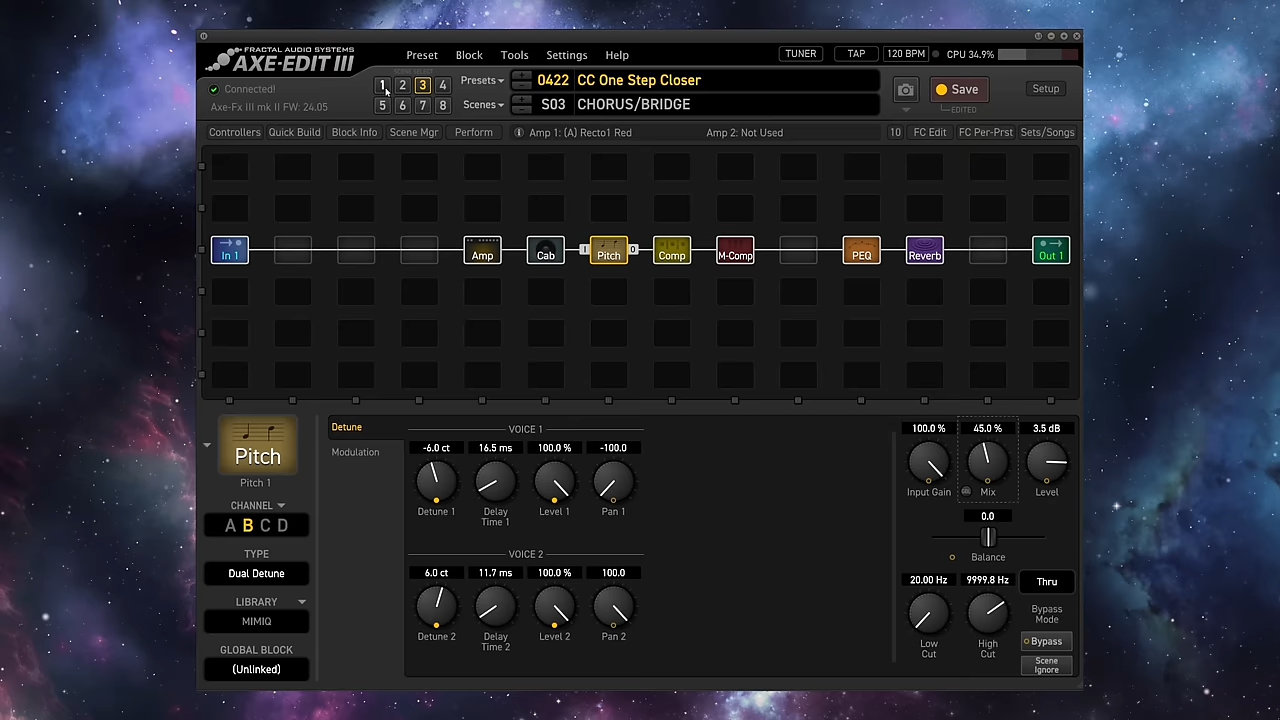 FRACTAL AUDIO SYSTEMS
AXE-EDIT III
Preset Block Tools Settings Help
TUNER TAP 120 BPM CPU 34.9%
Connected!
Axe-Fx III mk II FW: 24.05
1 2 3 4
5 6 7 8
Presets 0422 CC One Step Closer
Scenes S03 CHORUS/BRIDGE
Save
EDITED
Setup
Controllers Quick Build Block Info Scene Mgr Perform Amp 1: (A) Recto1 Red Amp 2: Not Used 10 FC Edit FC Per-Prst Sets/Songs
In 1 Amp Cab I Pitch O Comp M-Comp PEQ Reverb Out 1
Pitch
Pitch 1
CHANNEL
A B C D
TYPE
Dual Detune
LIBRARY
MIMIQ
GLOBAL BLOCK
(Unlinked)
Detune
Modulation
VOICE 1
-6.0 ct 16.5 ms 100.0 % -100.0
Detune 1 Delay Time 1 Level 1 Pan 1
VOICE 2
6.0 ct 11.7 ms 100.0 % 100.0
Detune 2 Delay Time 2 Level 2 Pan 2
100.0 % 45.0 % 3.5 dB
Input Gain Mix Level
0.0
Balance
20.00 Hz 9999.8 Hz Thru
Low Cut High Cut Bypass Mode
Bypass
Scene Ignore